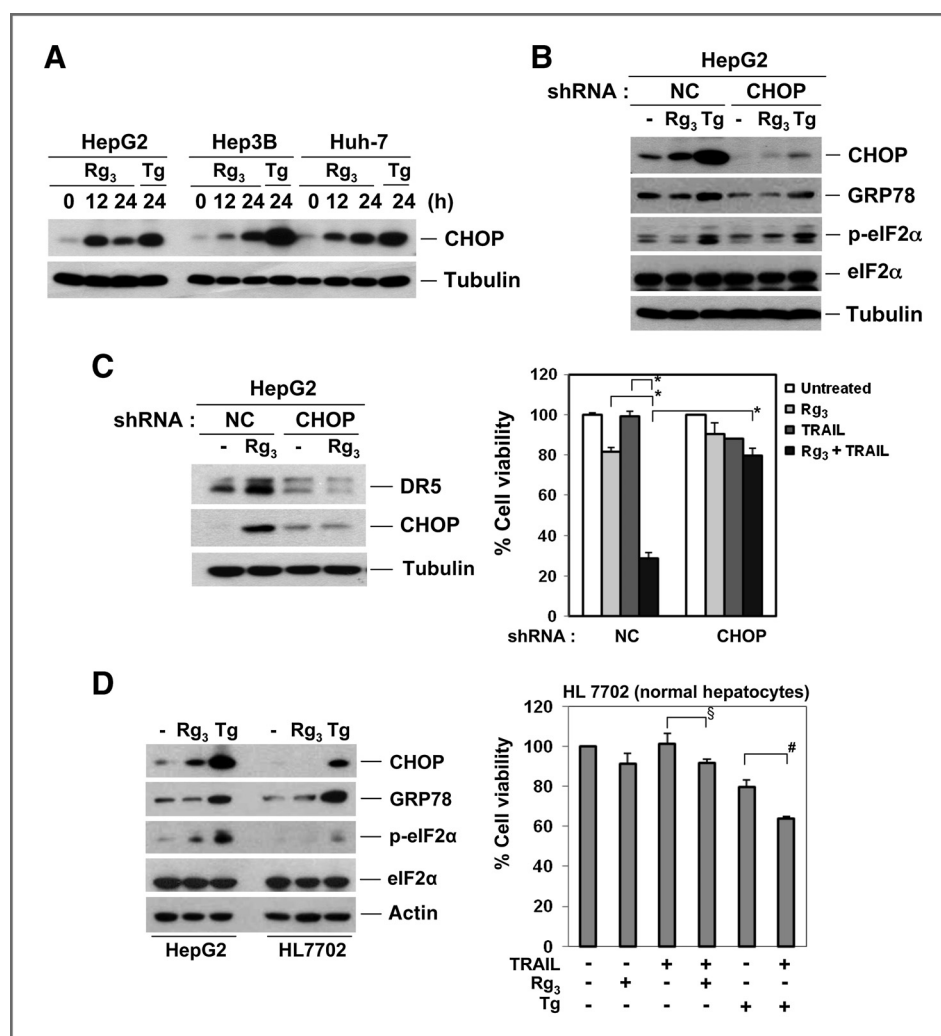 A
HepG2 Hep3B Huh-7
Rg3 Tg Rg3 Tg Rg3 Tg
0 12 24 24 0 12 24 24 0 12 24 24 (h)
CHOP
Tubulin
B
HepG2
shRNA : NC CHOP
- Rg3 Tg - Rg3 Tg
CHOP
GRP78
p-eIF2α
eIF2α
Tubulin
C
HepG2
shRNA : NC CHOP
- Rg3 - Rg3
DR5
CHOP
Tubulin
% Cell viability
120
100
80
60
40
20
0
* * *
Untreated
Rg3
TRAIL
Rg3 + TRAIL
shRNA : NC CHOP
D
- Rg3 Tg - Rg3 Tg
CHOP
GRP78
p-eIF2α
eIF2α
Actin
HepG2 HL7702
HL 7702 (normal hepatocytes)
% Cell viability
120
100
80
60
40
20
0
§ #
TRAIL - - + + - +
Rg3 - + - + - -
Tg - - - - + +